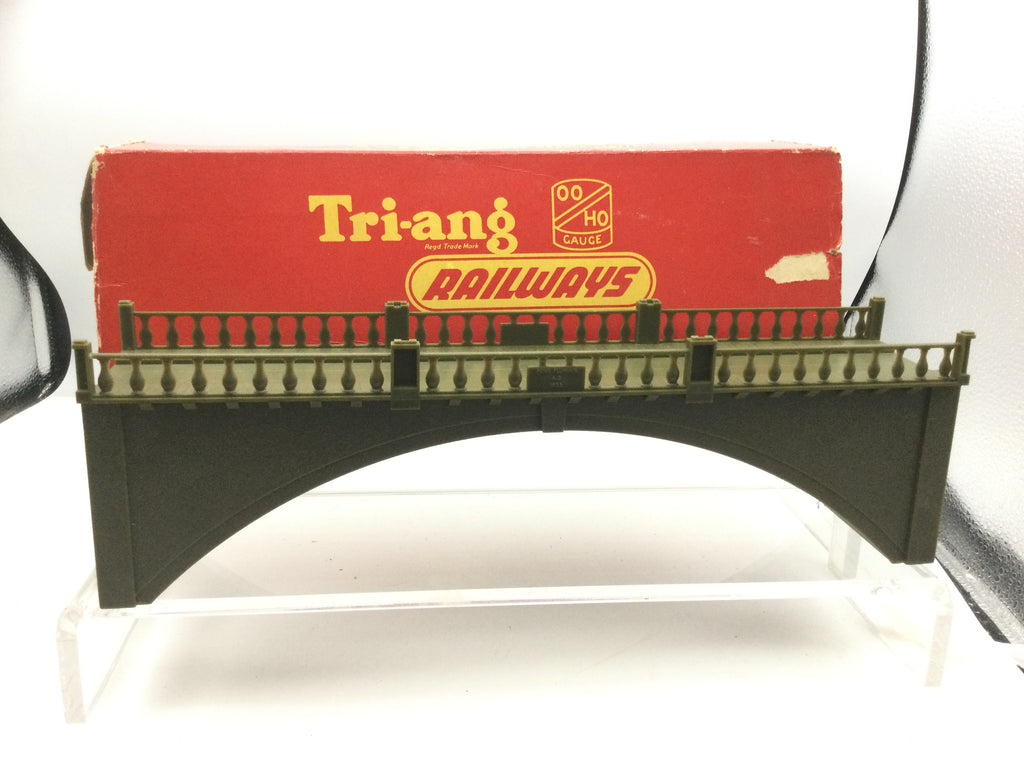 Tri-ang
Regd Trade Mark
OO
HO
GAUGE
RAILWAYS